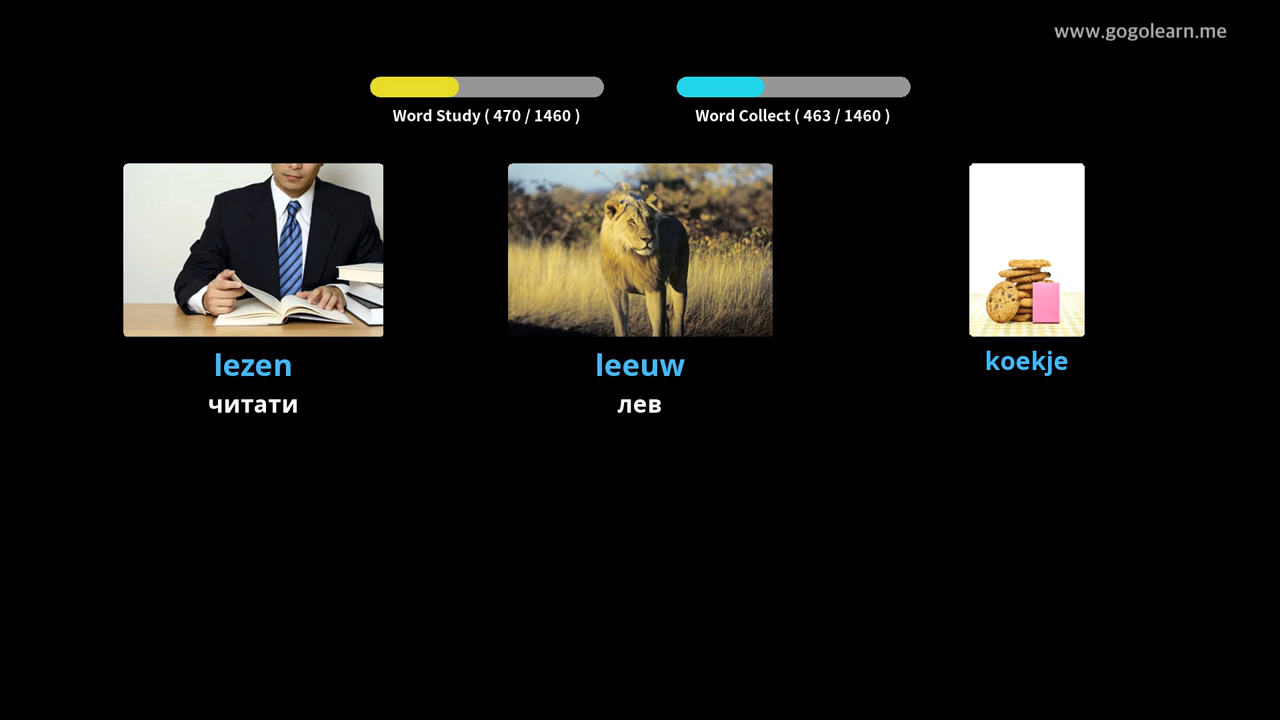 www.gogolearn.me
Word Study ( 470 / 1460 )
Word Collect ( 463 / 1460 )
lezen
читати
leeuw
лев
koekje